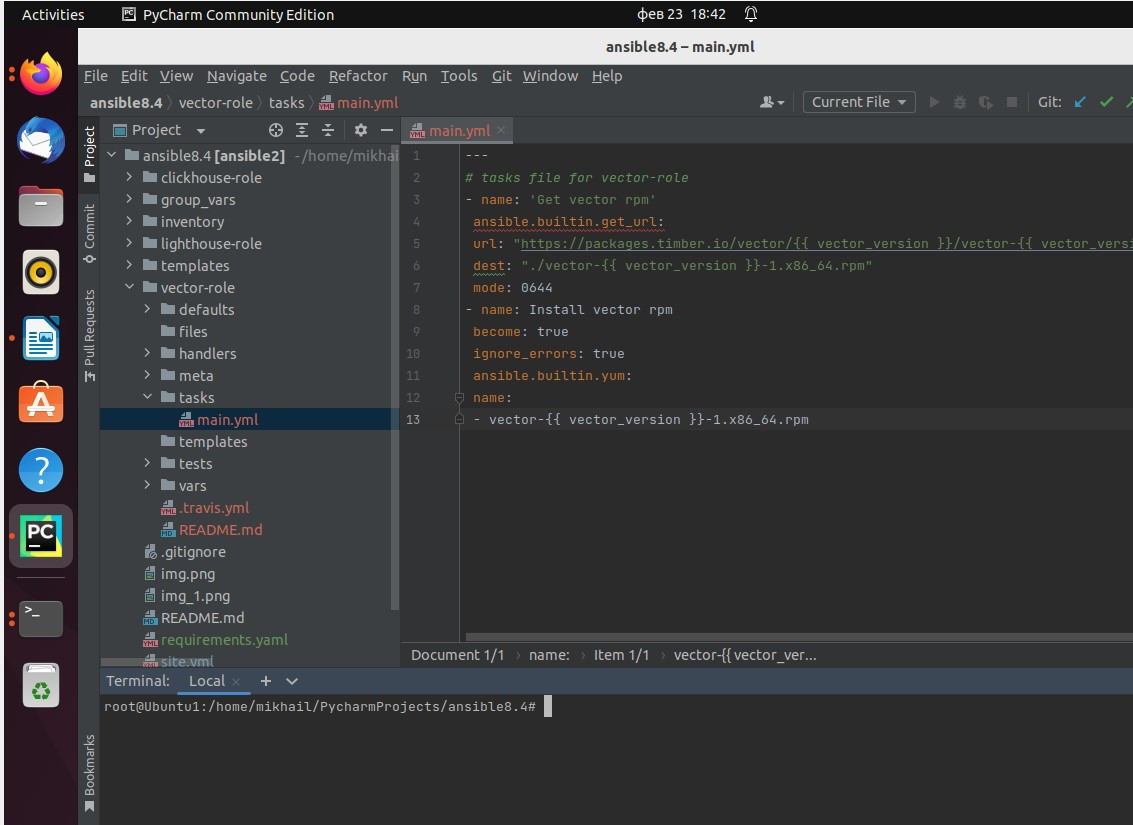 Activities PyCharm Community Edition фев 23 18:42
ansible8.4 – main.yml
File Edit View Navigate Code Refactor Run Tools Git Window Help
ansible8.4 vector-role tasks main.yml Current File Git:
Project
main.yml
ansible8.4 [ansible2] ~/home/mikhai
clickhouse-role
group_vars
inventory
lighthouse-role
templates
vector-role
defaults
files
handlers
meta
tasks
main.yml
templates
tests
vars
.travis.yml
README.md
.gitignore
img.png
img_1.png
README.md
requirements.yaml
site.yml
Project
Commit
Pull Requests
Bookmarks
1 ---
2 # tasks file for vector-role
3 - name: 'Get vector rpm'
4 ansible.builtin.get_url:
5 url: "https://packages.timber.io/vector/{{ vector_version }}/vector-{{ vector_versi
6 dest: "./vector-{{ vector_version }}-1.x86_64.rpm"
7 mode: 0644
8 - name: Install vector rpm
9 become: true
10 ignore_errors: true
11 ansible.builtin.yum:
12 name:
13 - vector-{{ vector_version }}-1.x86_64.rpm
Document 1/1 › name: › Item 1/1 › vector-{{ vector_ver...
Terminal: Local × +
root@Ubuntu1:/home/mikhail/PycharmProjects/ansible8.4#